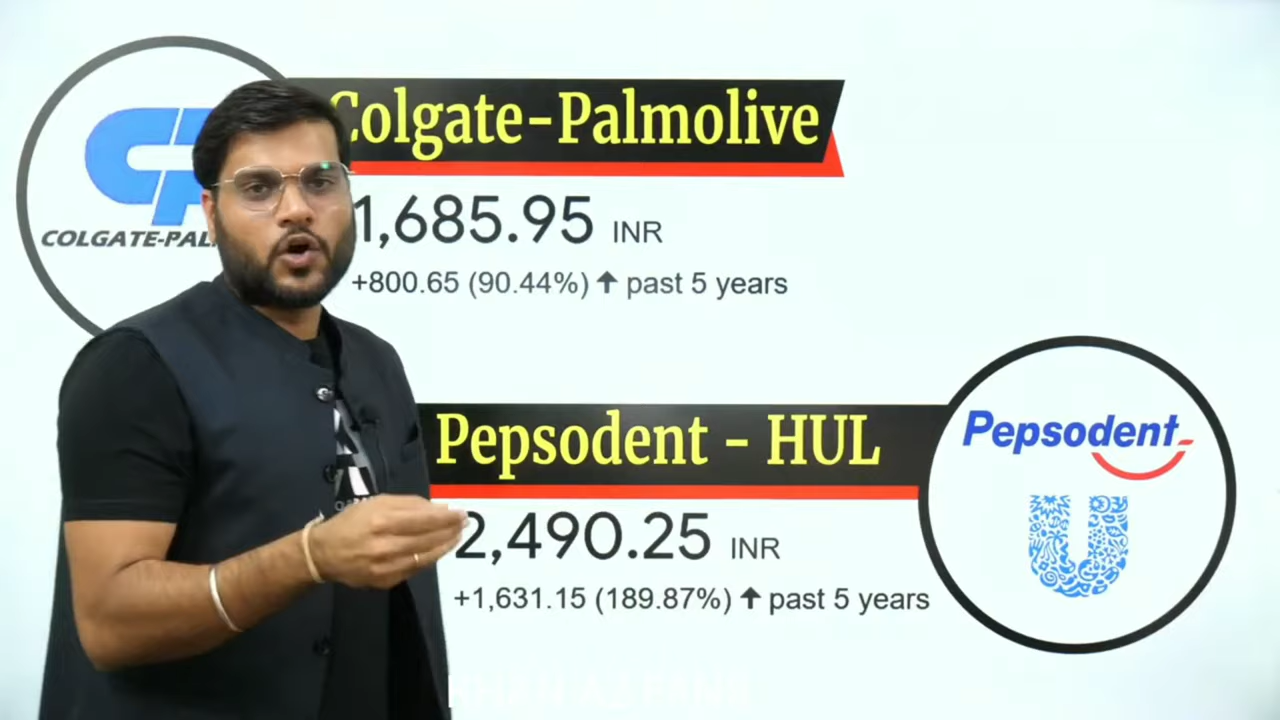 Colgate-Palmolive
COLGATE-PAL
1,685.95 INR
+800.65 (90.44%) ↑ past 5 years
Pepsodent - HUL
Pepsodent
2,490.25 INR
+1,631.15 (189.87%) ↑ past 5 years